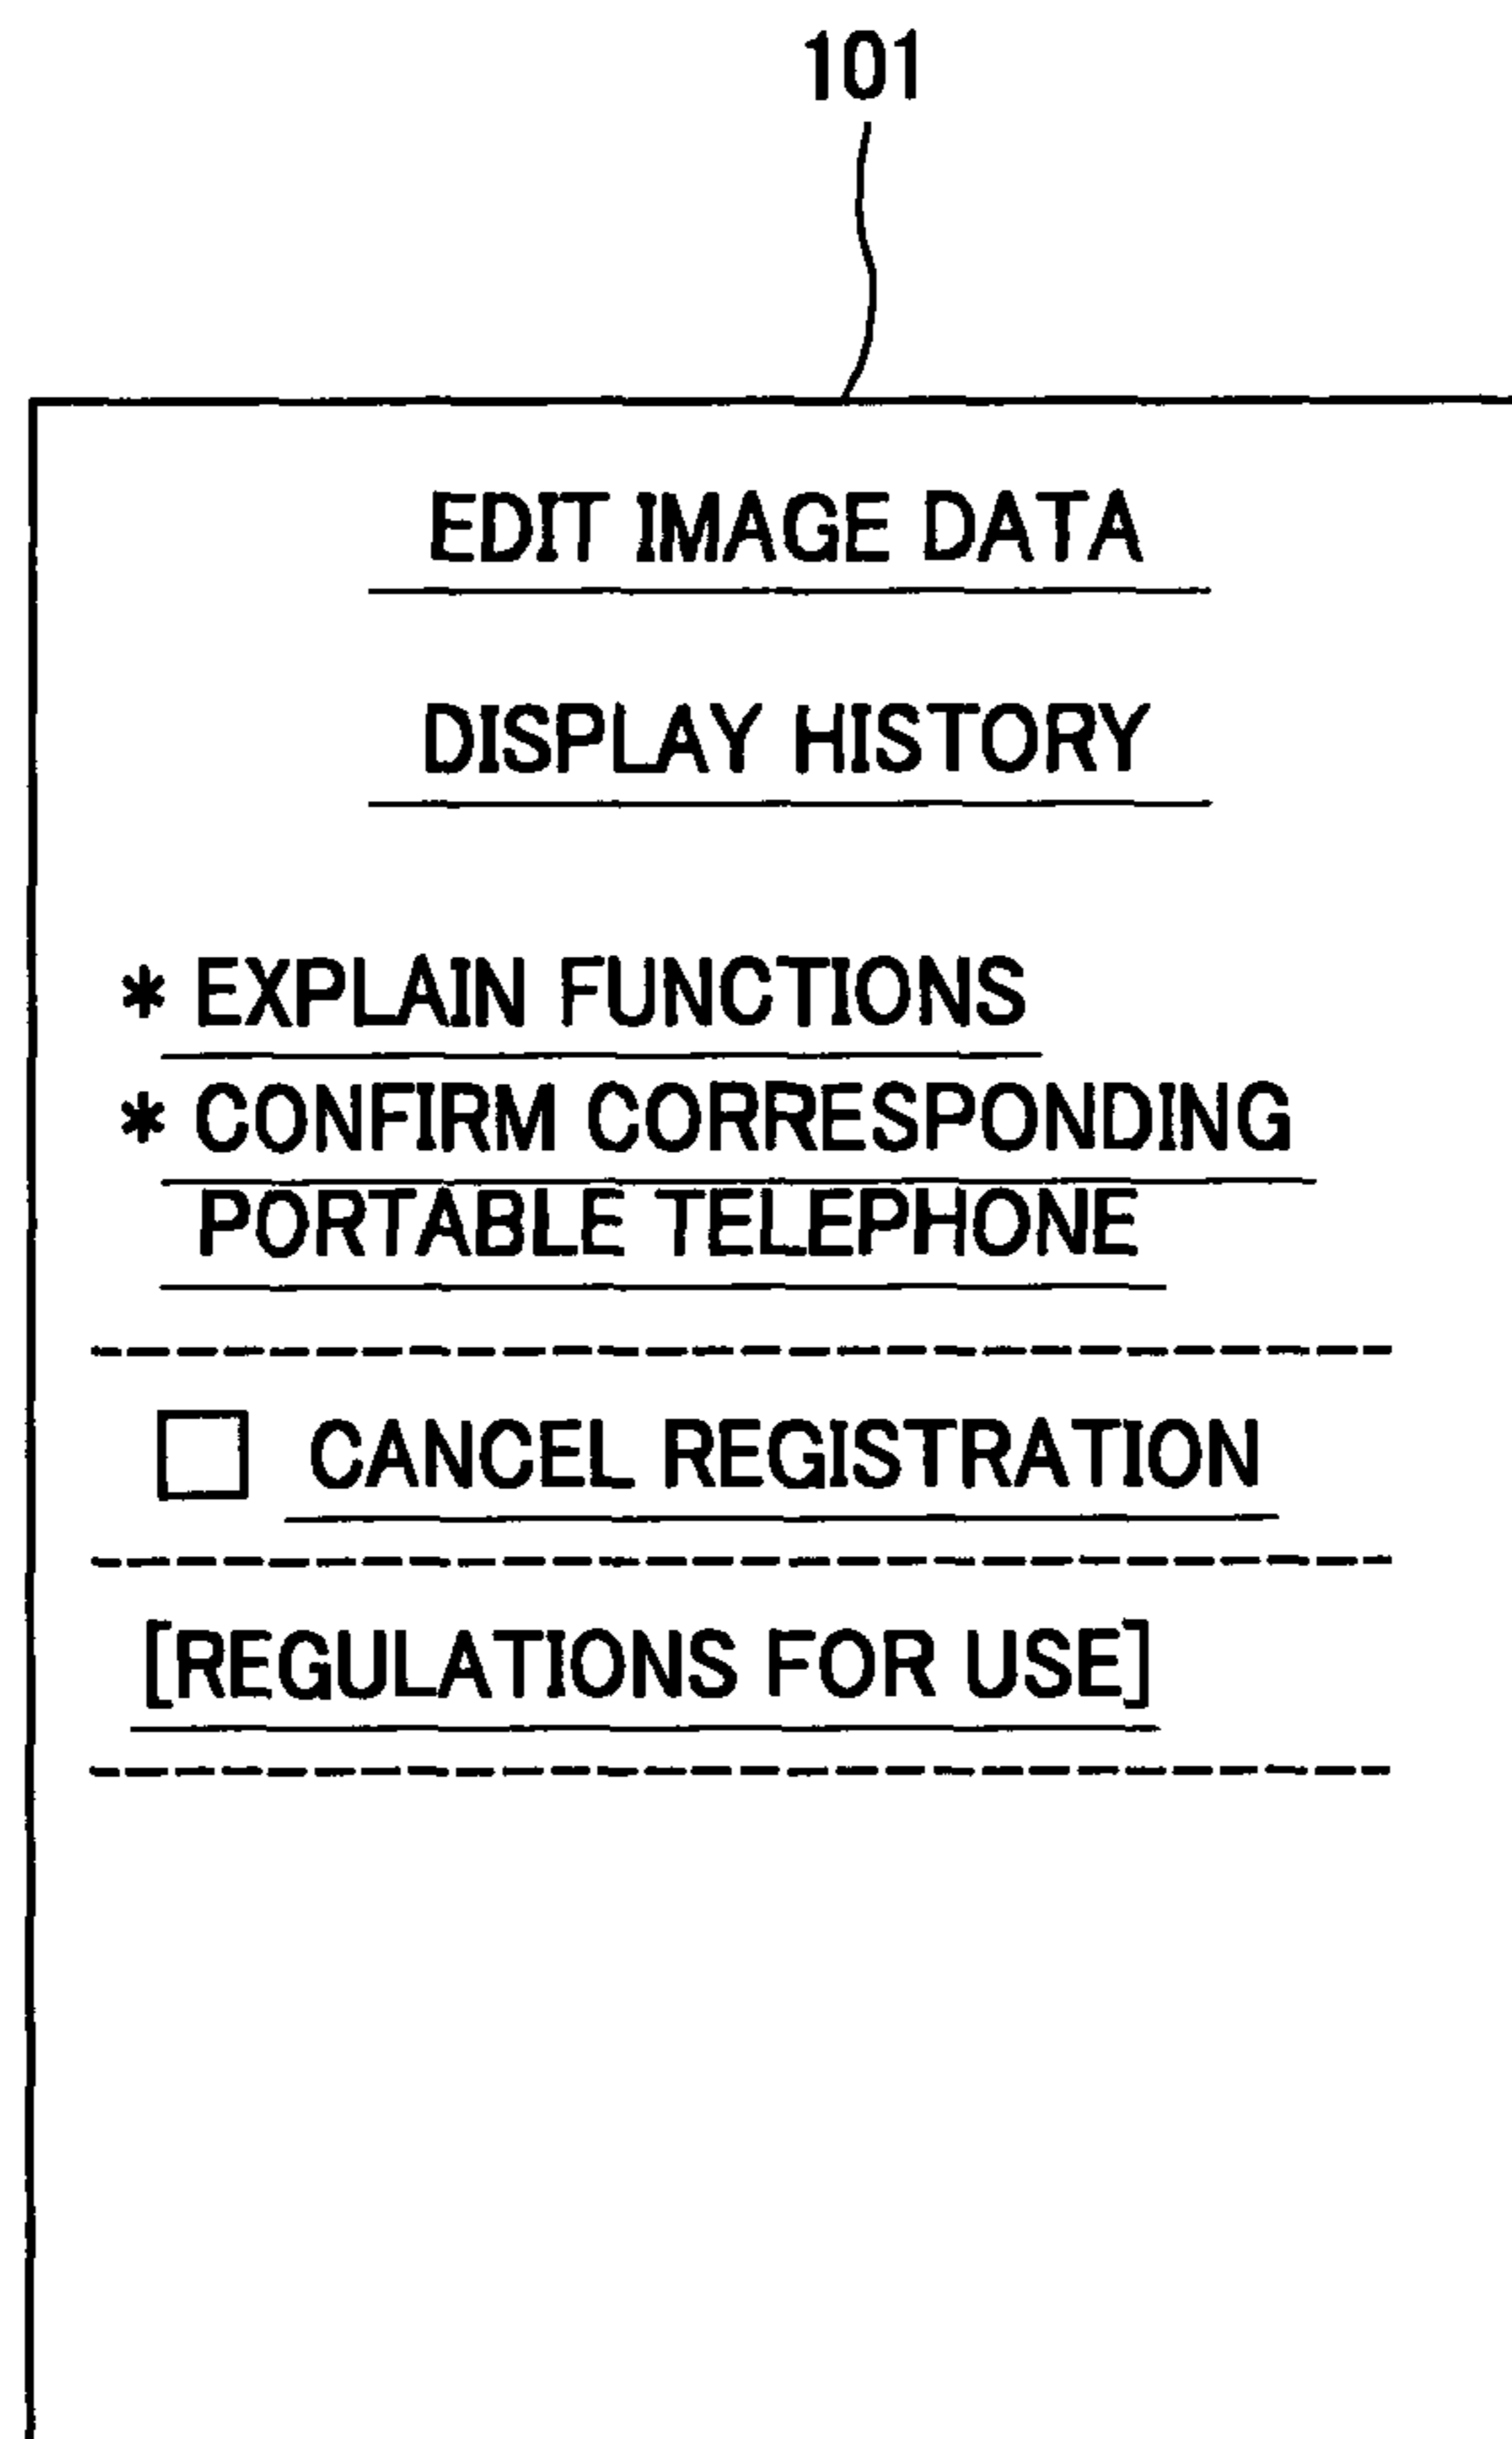 101
EDIT IMAGE DATA
DISPLAY HISTORY
* EXPLAIN FUNCTIONS
* CONFIRM CORRESPONDING
PORTABLE TELEPHONE
CANCEL REGISTRATION
[REGULATIONS FOR USE]